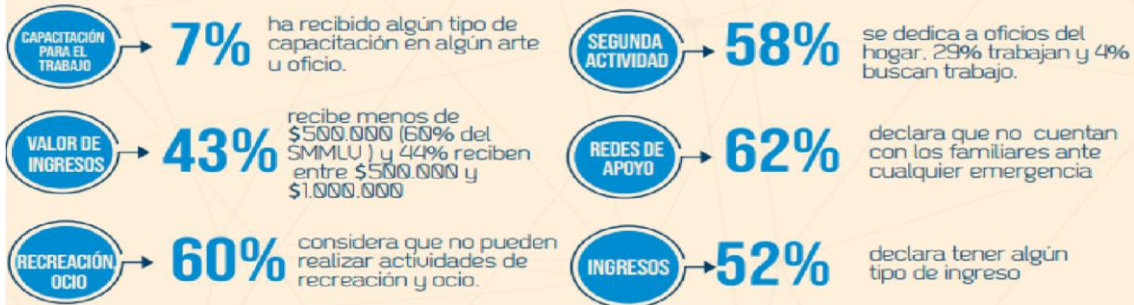 CAPACITACIÓN
PARA EL
TRABAJO
7%
ha recibido algún tipo de
capacitación en algún arte
u oficio.
SEGUNDA
ACTIVIDAD
58%
se dedica a oficios del
hogar, 29% trabajan y 4%
buscan trabajo.
VALOR DE
INGRESOS
43%
recibe menos de
$500.000 (60% del
SMMLV ) y 44% reciben
entre $500.000 y
$1.000.000
REDES DE
APOYO
62%
declara que no cuentan
con los familiares ante
cualquier emergencia
RECREACIÓN,
OCIO
60%
considera que no pueden
realizar actividades de
recreación y ocio.
INGRESOS
52%
declara tener algún
tipo de ingreso